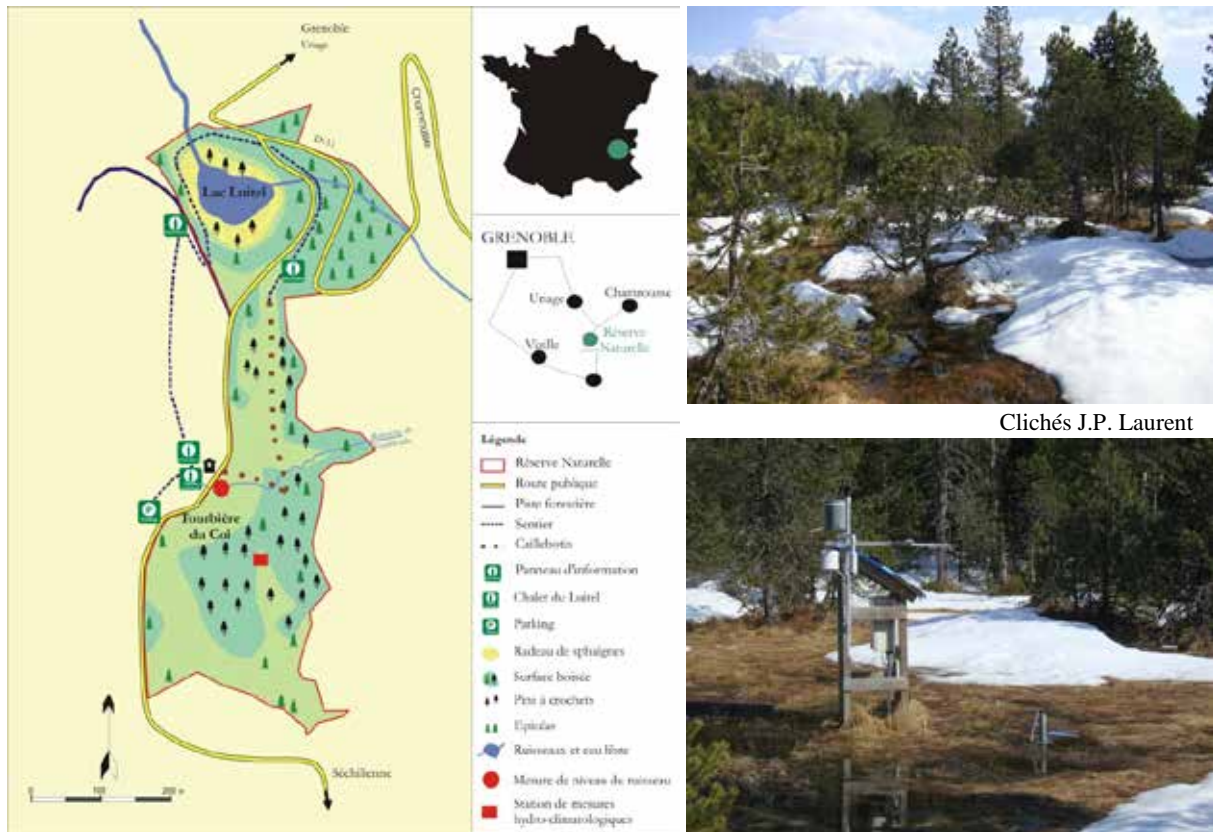 Grenoble
Uriage
Chamrousse
D111
Lac Luitel
Tourbière
du Col
Séchilienne
0 100 200 m
GRENOBLE
Uriage
Chamrousse
Réserve
Naturelle
Vizille
Légende
Réserve Naturelle
Route publique
Piste forestière
Sentier
Caillebotis
Panneau d'information
Chalet du Luitel
Parking
Radeau de sphaignes
Surface boisée
Pins à crochets
Epicéas
Ruisseaux et eau libre
Mesure de niveau du ruisseau
Station de mesures
hydro-climatologiques
Clichés J.P. Laurent